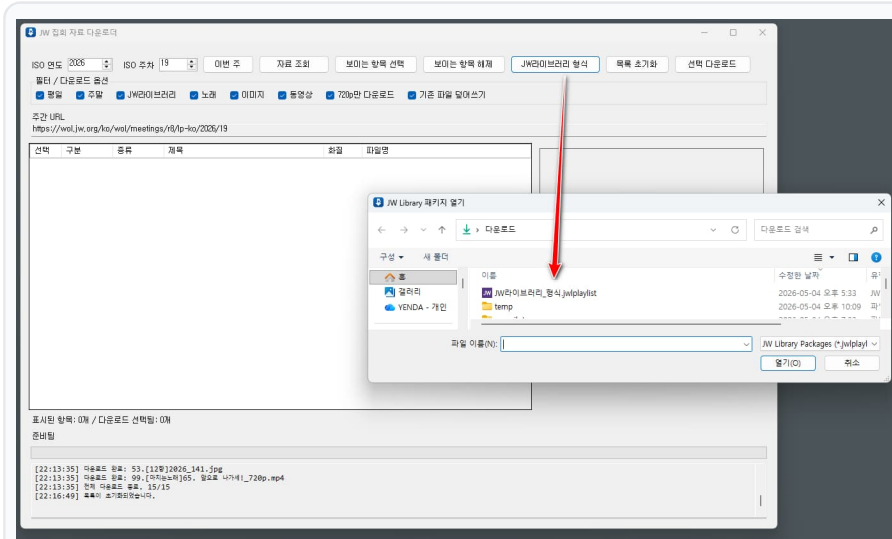 JW 집회 자료 다운로더
ISO 연도 2026 ISO 주차 19 이번 주 자료 조회 보이는 항목 선택 보이는 항목 해제 JW라이브러리 형식 목록 초기화 선택 다운로드
필터 / 다운로드 옵션
평일 주말 JW라이브러리 노래 이미지 동영상 720p만 다운로드 기존 파일 덮어쓰기
주간 URL
https://wol.jw.org/ko/wol/meetings/r8/lp-ko/2026/19
선택 구분 종류 제목 화질 파일명
JW Library 패키지 열기
다운로드
다운로드 검색
구성 새 폴더
홈
갤러리
YENDA - 개인
이름 수정한 날짜
JW라이브러리_형식.jwlplaylist 2026-05-04 오후 5:33 JW
temp 2026-05-04 오후 10:09
파일 이름(N): JW Library Packages (*.jwlplayl
열기(O) 취소
표시된 항목: 0개 / 다운로드 선택됨: 0개
준비됨
[22:13:35] 다운로드 완료: 53.[12항]2026_141.jpg
[22:13:35] 다운로드 완료: 99.[마치는노래]65. 앞으로 나가세!_720p.mp4
[22:13:35] 전체 다운로드 종료. 15/15
[22:16:49] 목록이 초기화되었습니다.